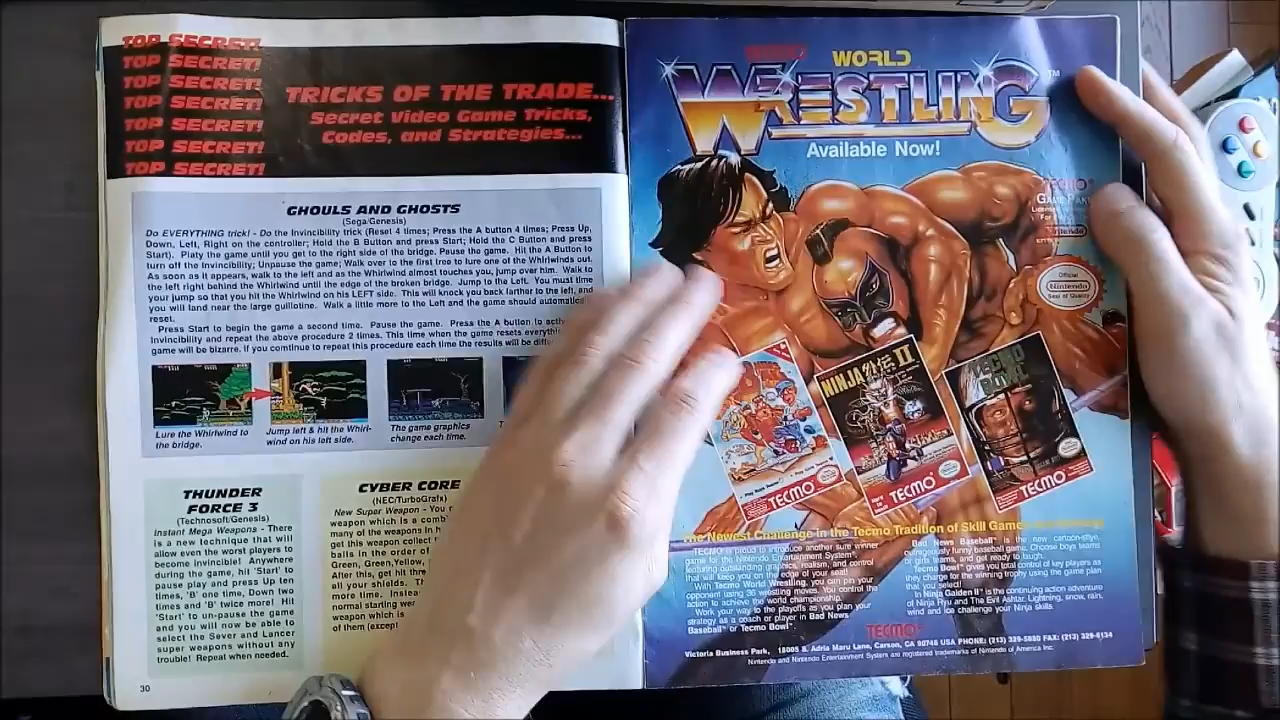 TOP SECRET!
TOP SECRET!
TOP SECRET!
TOP SECRET!
TOP SECRET!
TOP SECRET!
TOP SECRET!
TRICKS OF THE TRADE...
Secret Video Game Tricks,
Codes, and Strategies...
GHOULS AND GHOSTS
(Sega/Genesis)
Do EVERYTHING trick! - Do the Invincibility trick (Reset 4 times; Press the A button 4 times; Press Up,
Down, Left, Right on the controller; Hold the B Button and press Start; Hold the C Button and press
Start). Platy the game until you get to the right side of the bridge. Pause the game. Hit the A Button to
turn off the Invincibility; Unpause the game; Walk over to the first tree to lure one of the Whirlwinds out.
As soon as it appears, walk to the left and as the Whirlwind almost touches you, jump over him. Walk to
the left right behind the Whirlwind until the edge of the broken bridge. Jump to the Left. You must time
your jump so that you hit the Whirlwind on his LEFT side. This will knock you back farther to the left, and
you will land near the large guillotine. Walk a little more to the Left and the game should
reset.
Press Start to begin the game a second time. Pause the game. Press the A button to
Invincibility and repeat the above procedure 2 times. This time when the game resets
game will be bizarre. If you continue to repeat this procedure each time the results will be
Lure the Whirlwind to
the bridge.
Jump left & hit the Whirl-
wind on his left side.
The game graphics
change each time.
THUNDER
FORCE 3
(Technosoft/Genesis)
Instant Mega Weapons - There
is a new technique that will
allow even the worst players to
become invincible! Anywhere
during the game, hit 'Start' to
pause play and press Up ten
times, 'B' one time, Down two
times and 'B' twice more! Hit
'Start' to un-pause the game
and you will now be able to
select the Sever and Lancer
super weapons without any
trouble! Repeat when needed.
CYBER CORE
(NEC/TurboGrafx)
New Super Weapon - You
weapon which is a
many of the weapons in
get this weapon collect
balls in the order of
Green, Green, Yellow,
After this, get hit
all your shields.
more time.
normal starting
weapon which is
of them
30
TECMO
WORLD
WRESTLING™
Available Now!
TECMO
GAME PAK
Nintendo
Official
Nintendo
Seal of Quality
TECMO
NINJA外伝II
TECMO
TECMO
BOWL
TECMO
The Newest Challenge in the Tecmo Tradition of Skill
TECMO is proud to introduce another sure winner
game for the Nintendo Entertainment System
featuring outstanding graphics, realism, and control
that will keep you on the edge of your seat!
With Tecmo World Wrestling, you can pin your
opponent using 36 wrestling moves. You control the
action to achieve the world championship.
Work your way to the playoffs as you plan your
strategy as a coach or player in Bad News
Baseball™ or Tecmo Bowl™.
Bad News Baseball™ is the new cartoon-style,
outrageously funny baseball game. Choose boys teams
or girls teams, and get ready to laugh.
Tecmo Bowl™ gives you total control of key players as
they charge for the winning trophy using the game plan
that you select!
In Ninja Gaiden II™ is the continuing action adventure
of Ninja Ryu and The Evil Ashtar. Lightning, snow, rain,
wind and ice challenge your Ninja skills.
TECMO
Victoria Business Park, 18005 S. Adria Maru Lane, Carson, CA 90746 USA PHONE: (213) 329-5880 FAX: (213) 329-6134
Nintendo and Nintendo Entertainment System are registered trademarks of Nintendo of America Inc.